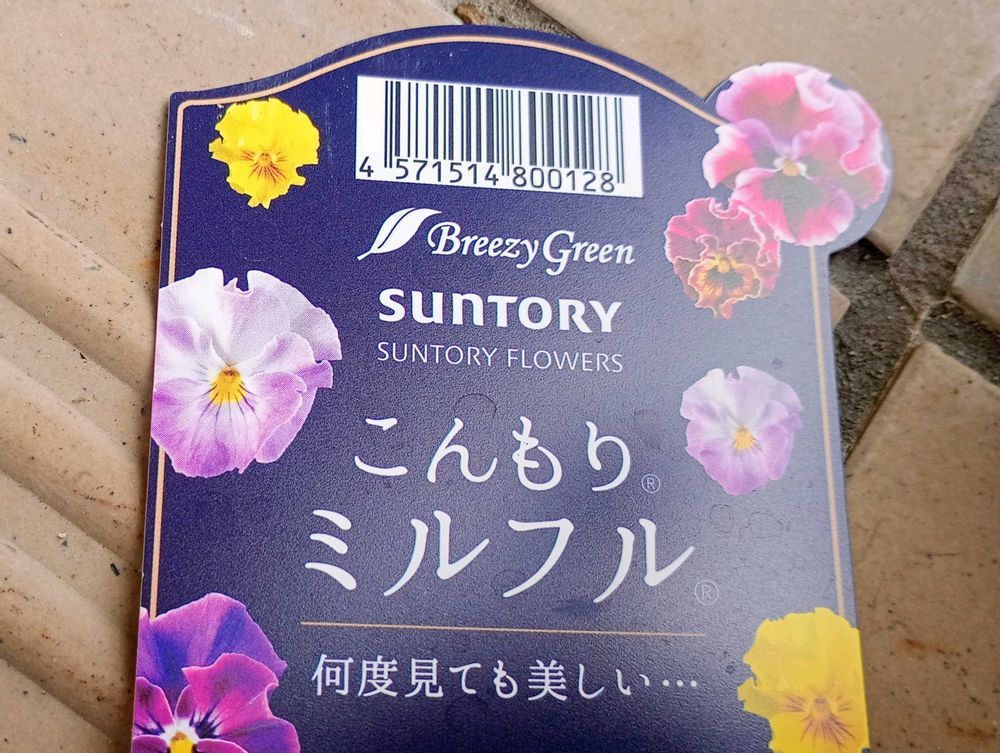 4 571514 800128
Breezy Green
SUNTORY
SUNTORY FLOWERS
こんもり®
ミルフル®
何度見ても美しい…